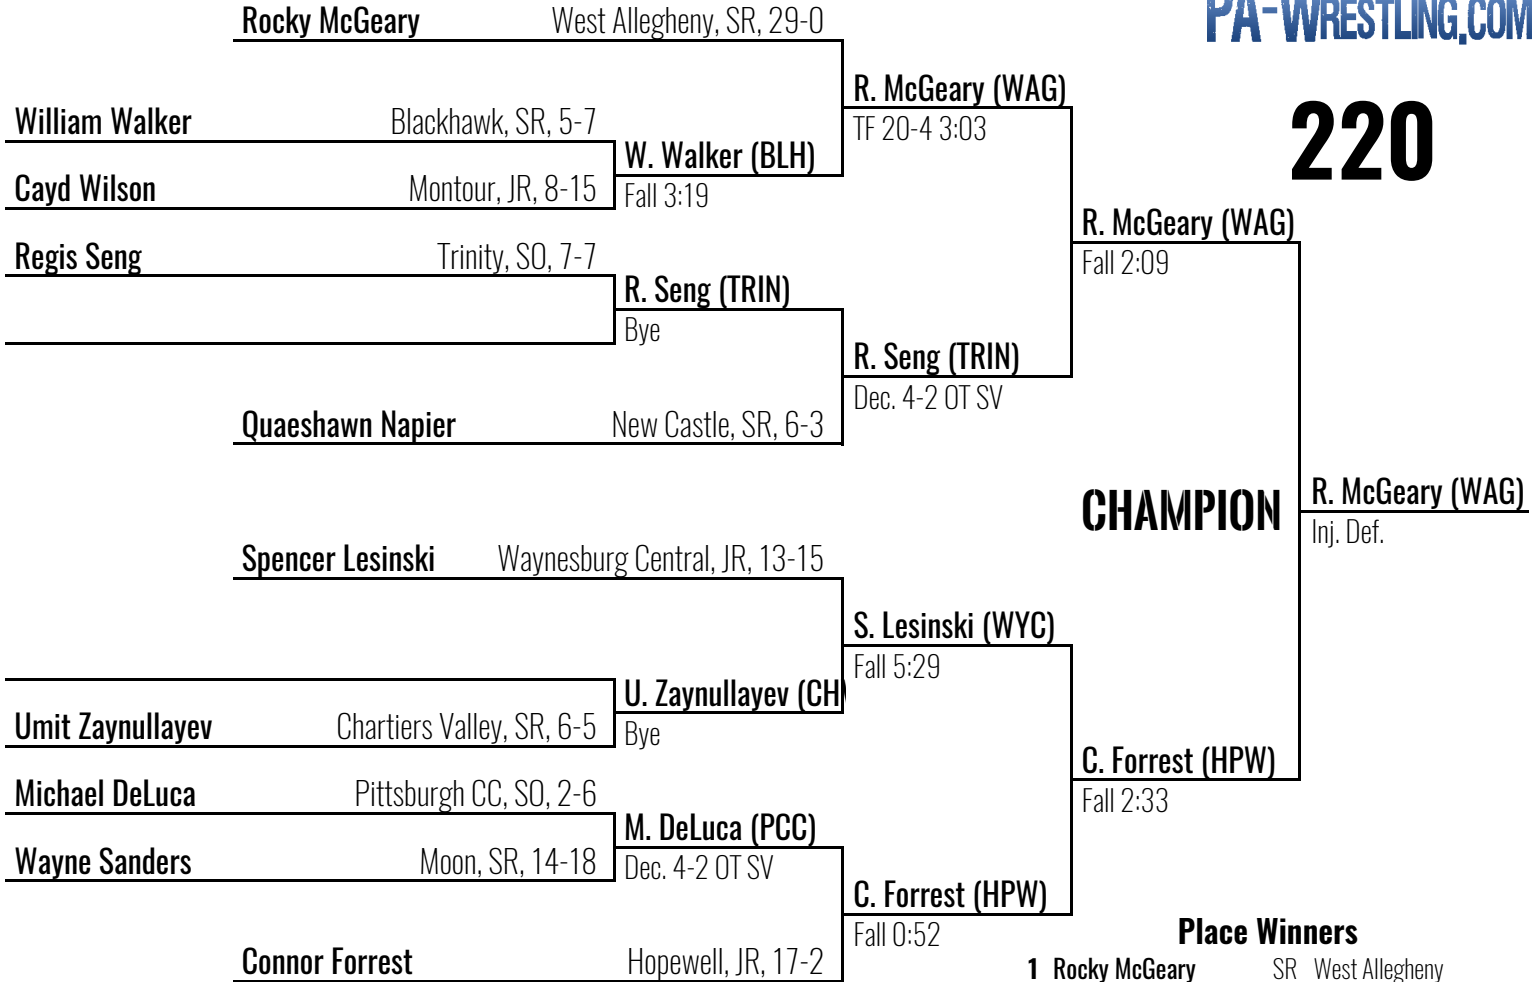 PA-WRESTLING.COM
220
Rocky McGeary West Allegheny, SR, 29-0
R. McGeary (WAG)
TF 20-4 3:03
William Walker Blackhawk, SR, 5-7
W. Walker (BLH)
Fall 3:19
Cayd Wilson Montour, JR, 8-15
R. McGeary (WAG)
Fall 2:09
Regis Seng Trinity, SO, 7-7
R. Seng (TRIN)
Bye
R. Seng (TRIN)
Dec. 4-2 OT SV
Quaeshawn Napier New Castle, SR, 6-3
CHAMPION
R. McGeary (WAG)
Inj. Def.
Spencer Lesinski Waynesburg Central, JR, 13-15
S. Lesinski (WYC)
Fall 5:29
U. Zaynullayev (CH
Bye
Umit Zaynullayev Chartiers Valley, SR, 6-5
C. Forrest (HPW)
Fall 2:33
Michael DeLuca Pittsburgh CC, SO, 2-6
M. DeLuca (PCC)
Dec. 4-2 OT SV
Wayne Sanders Moon, SR, 14-18
C. Forrest (HPW)
Fall 0:52
Connor Forrest Hopewell, JR, 17-2
Place Winners
1 Rocky McGeary SR West Allegheny